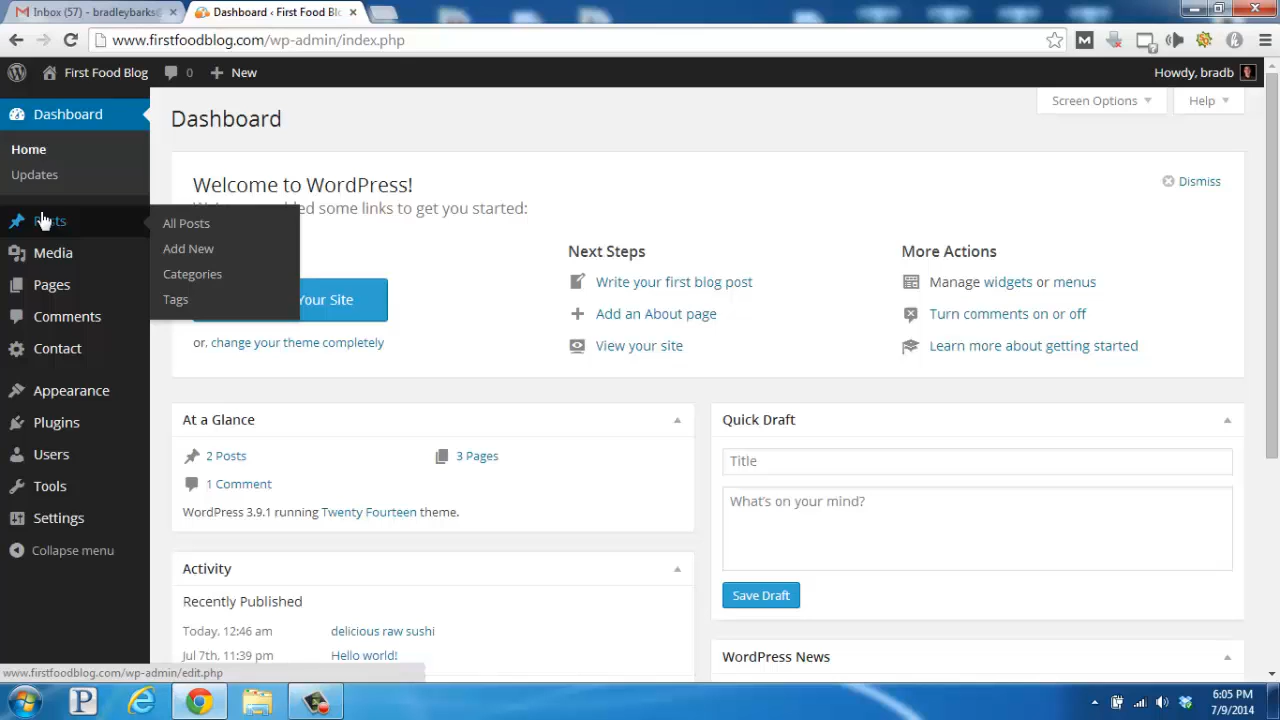 Inbox (57) - bradleybarks@
Dashboard ‹ First Food Blog
www.firstfoodblog.com/wp-admin/index.php
First Food Blog
0
New
Howdy, bradb
Dashboard
Home
Updates
Posts
All Posts
Add New
Categories
Tags
Media
Pages
Comments
Contact
Appearance
Plugins
Users
Tools
Settings
Collapse menu
Dashboard
Screen Options
Help
Welcome to WordPress!
some links to get you started:
Dismiss
Your Site
or, change your theme completely
Next Steps
Write your first blog post
Add an About page
View your site
More Actions
Manage widgets or menus
Turn comments on or off
Learn more about getting started
At a Glance
2 Posts
3 Pages
1 Comment
WordPress 3.9.1 running Twenty Fourteen theme.
Activity
Recently Published
Today, 12:46 am delicious raw sushi
Jul 7th, 11:39 pm Hello world!
Quick Draft
Title
What's on your mind?
Save Draft
WordPress News
www.firstfoodblog.com/wp-admin/edit.php
6:05 PM
7/9/2014